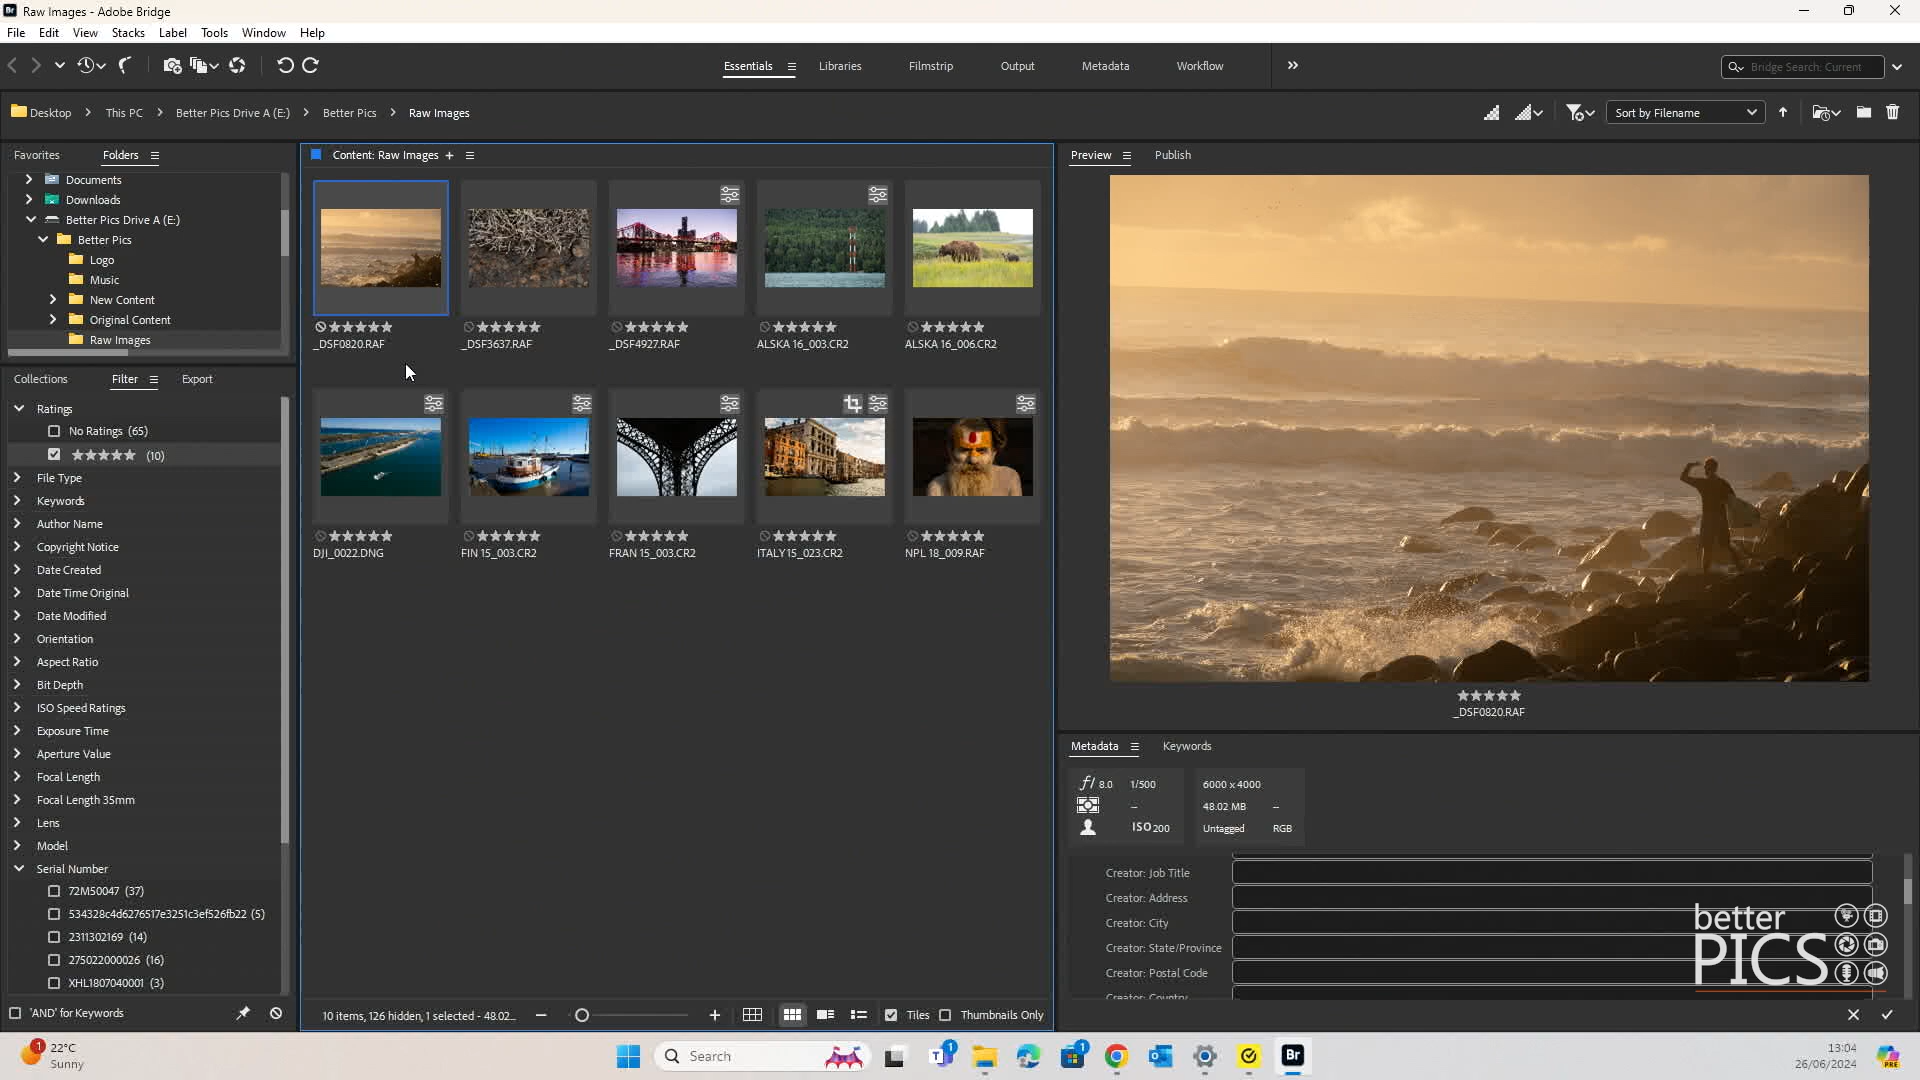 Raw Images - Adobe Bridge
File Edit View Stacks Label Tools Window Help
Essentials Libraries Filmstrip Output Metadata Workflow
Bridge Search: Current
Desktop This PC Better Pics Drive A (E:) Better Pics Raw Images
Sort by Filename
Favorites Folders
Documents
Downloads
Better Pics Drive A (E:)
Better Pics
Logo
Music
New Content
Original Content
Raw Images
Collections Filter Export
Ratings
No Ratings (65)
(10)
File Type
Keywords
Author Name
Copyright Notice
Date Created
Date Time Original
Date Modified
Orientation
Aspect Ratio
Bit Depth
ISO Speed Ratings
Exposure Time
Aperture Value
Focal Length
Focal Length 35mm
Lens
Model
Serial Number
72M50047 (37)
534328c4d6276517e3251c3ef526fb22 (5)
2311302169 (14)
275022000026 (16)
XHL1807040001 (3)
'AND' for Keywords
Content: Raw Images
_DSF0820.RAF
_DSF3637.RAF
_DSF4927.RAF
ALSKA 16_003.CR2
ALSKA 16_006.CR2
DJI_0022.DNG
FIN 15_003.CR2
FRAN 15_003.CR2
ITALY15_023.CR2
NPL 18_009.RAF
10 items, 126 hidden, 1 selected - 48.02...
Tiles
Thumbnails Only
Preview Publish
_DSF0820.RAF
Metadata Keywords
f/ 8.0 1/500
--
ISO 200
6000 x 4000
48.02 MB --
Untagged RGB
Creator: Job Title
Creator: Address
Creator: City
Creator: State/Province
Creator: Postal Code
Creator: Country
better
PICS
1
22°C
Sunny
Search
1
1
Br
13:04
26/06/2024
PRE